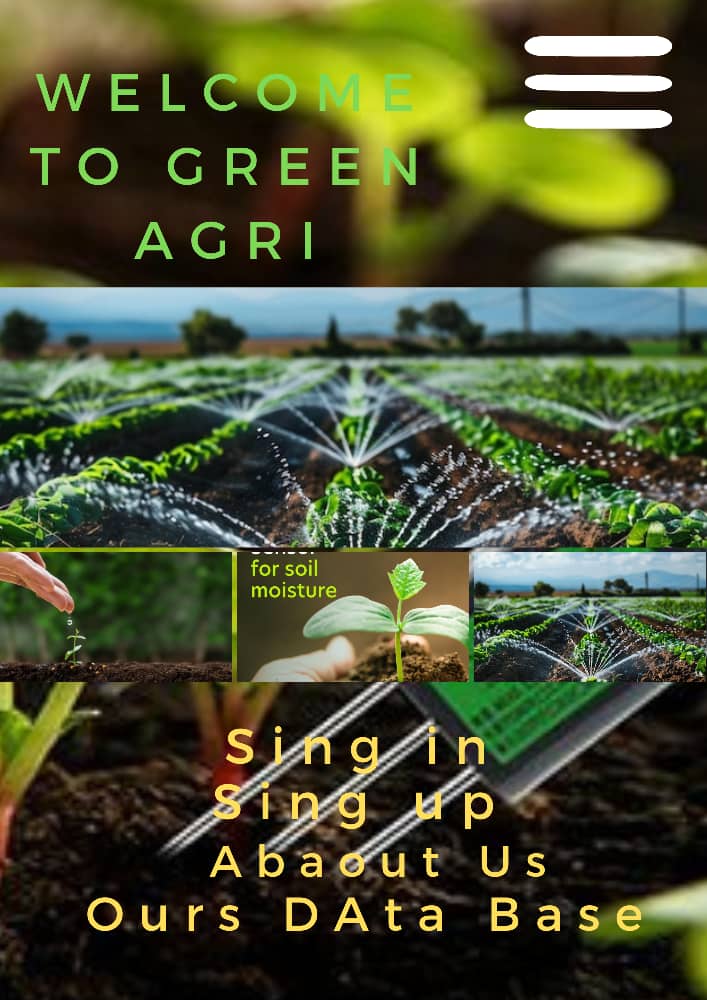 WELCOME
TO GREEN
AGRI
for soil
moisture
Sing in
Sing up
Abaout Us
Ours DAta Base